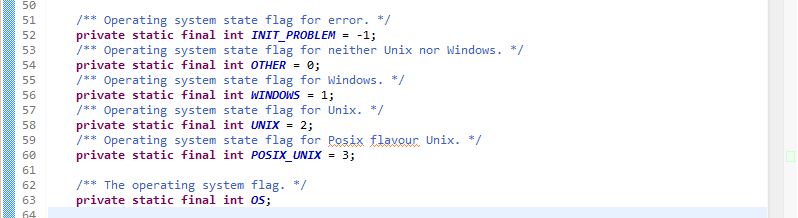 50
51 /** Operating system state flag for error. */
52 private static final int INIT_PROBLEM = -1;
53 /** Operating system state flag for neither Unix nor Windows. */
54 private static final int OTHER = 0;
55 /** Operating system state flag for Windows. */
56 private static final int WINDOWS = 1;
57 /** Operating system state flag for Unix. */
58 private static final int UNIX = 2;
59 /** Operating system state flag for Posix flavour Unix. */
60 private static final int POSIX_UNIX = 3;
61
62 /** The operating system flag. */
63 private static final int OS;
64